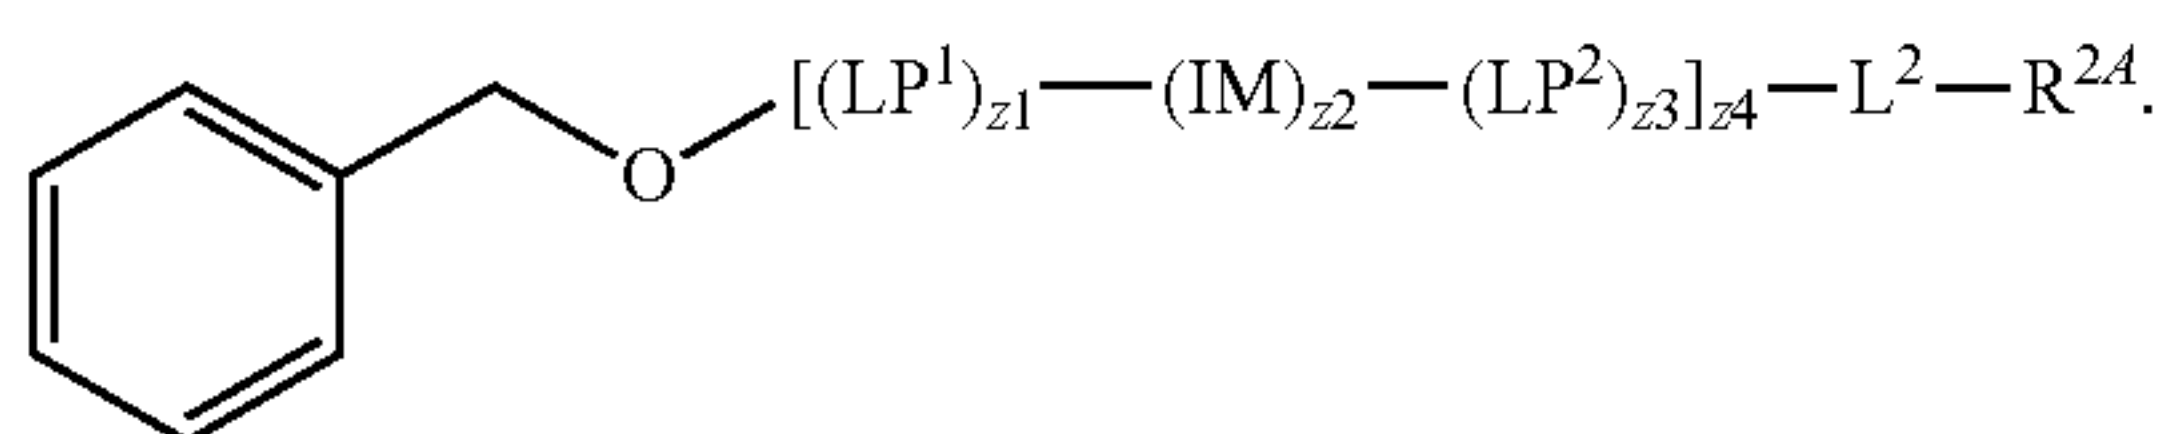 [(LP¹)z1—(IM)z2—(LP²)z3]z4—L²—R²ᴬ.
O